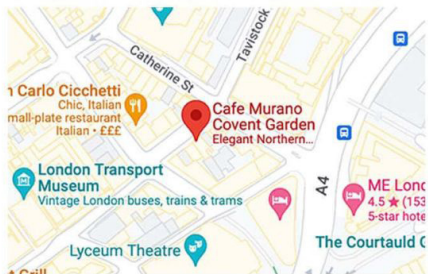 Catherine St
Tavistock
n Carlo Cicchetti
Chic, Italian
mall-plate restaurant
Italian · £££
Cafe Murano
Covent Garden
Elegant Northern...
London Transport
Museum
Vintage London buses, trains & trams
A4
ME Lond
4.5 ★ (153
5-star hote
Lyceum Theatre
The Courtauld G
t Grill